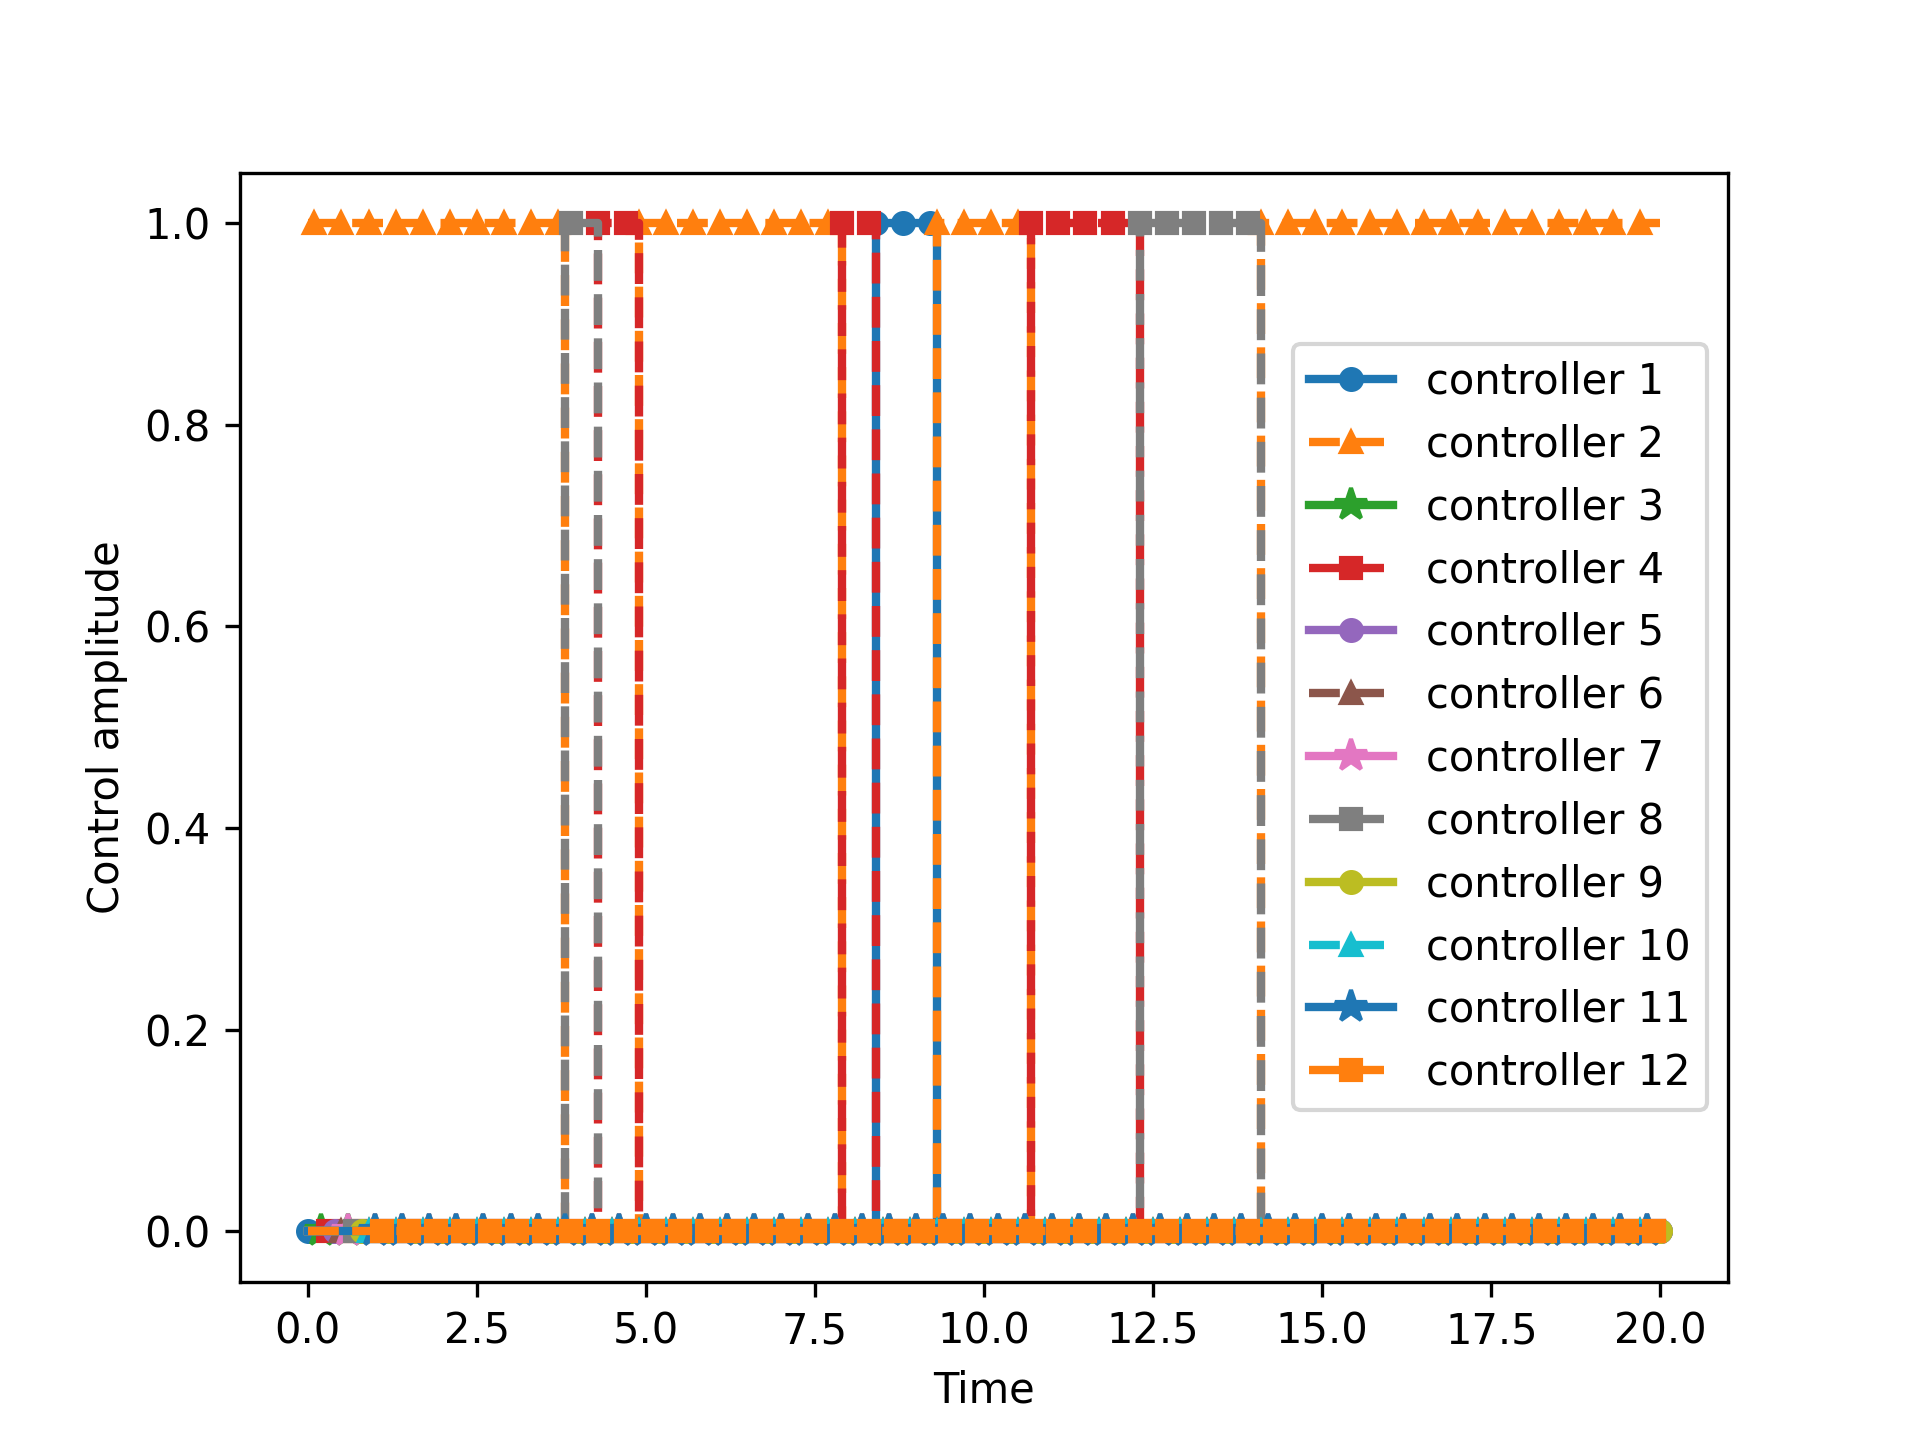 1.0
0.8
0.6
0.4
0.2
0.0
Control amplitude
controller 1
controller 2
controller 3
controller 4
controller 5
controller 6
controller 7
controller 8
controller 9
controller 10
controller 11
controller 12
0.0 2.5 5.0 7.5 10.0 12.5 15.0 17.5 20.0
Time